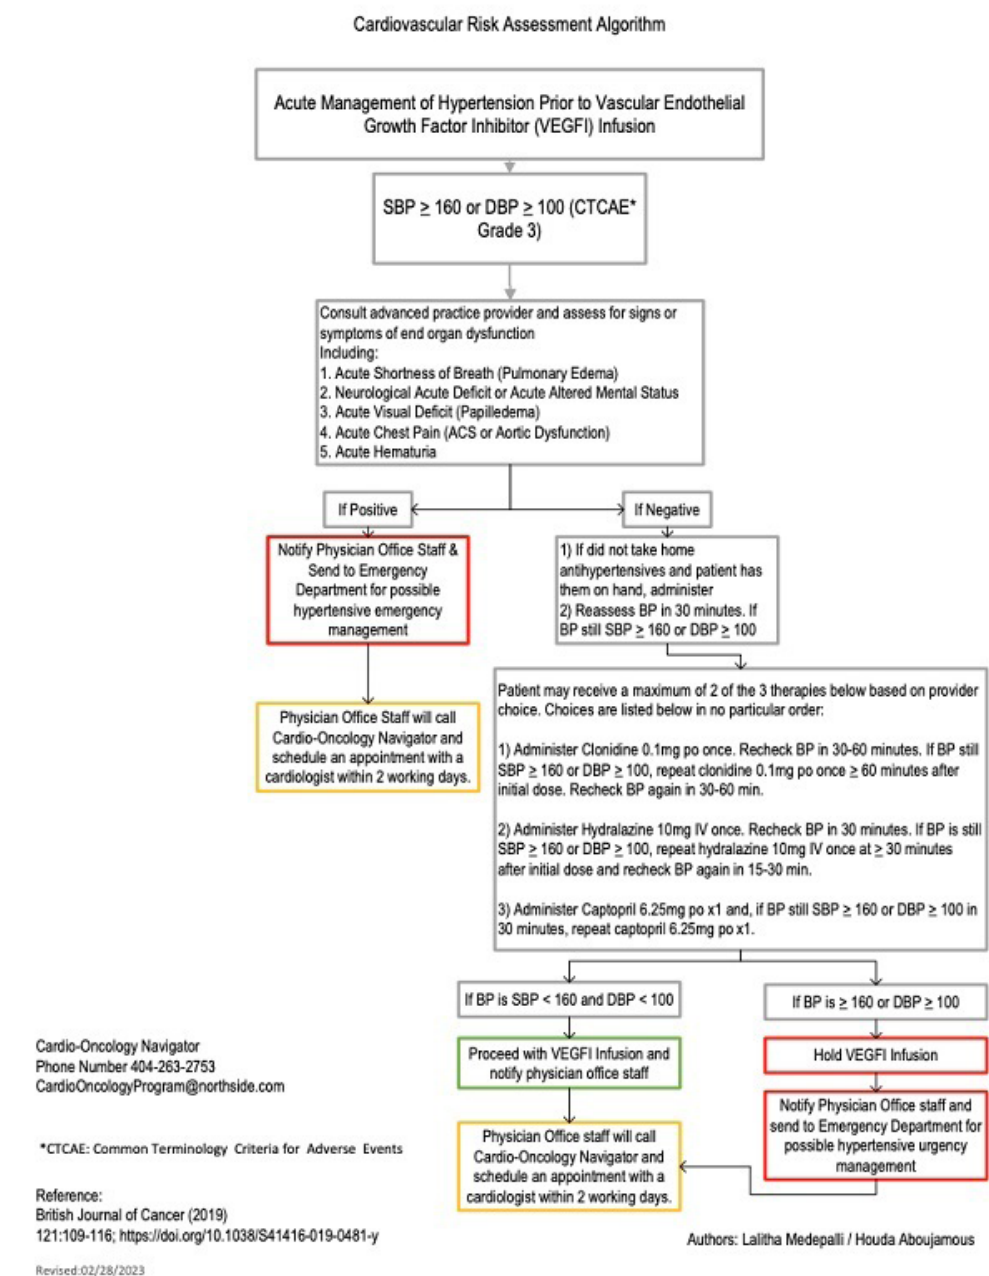 Cardiovascular Risk Assessment Algorithm
Acute Management of Hypertension Prior to Vascular Endothelial
Growth Factor Inhibitor (VEGFI) Infusion
SBP ≥ 160 or DBP ≥ 100 (CTCAE*
Grade 3)
Consult advanced practice provider and assess for signs or
symptoms of end organ dysfunction
Including:
1. Acute Shortness of Breath (Pulmonary Edema)
2. Neurological Acute Deficit or Acute Altered Mental Status
3. Acute Visual Deficit (Papilledema)
4. Acute Chest Pain (ACS or Aortic Dysfunction)
5. Acute Hematuria
If Positive
If Negative
Notify Physician Office Staff &
Send to Emergency
Department for possible
hypertensive emergency
management
1) If did not take home
antihypertensives and patient has
them on hand, administer
2) Reassess BP in 30 minutes. If
BP still SBP ≥ 160 or DBP ≥ 100
Physician Office Staff will call
Cardio-Oncology Navigator and
schedule an appointment with a
cardiologist within 2 working days.
Patient may receive a maximum of 2 of the 3 therapies below based on provider
choice. Choices are listed below in no particular order:
1) Administer Clonidine 0.1mg po once. Recheck BP in 30-60 minutes. If BP still
SBP ≥ 160 or DBP ≥ 100, repeat clonidine 0.1mg po once ≥ 60 minutes after
initial dose. Recheck BP again in 30-60 min.
2) Administer Hydralazine 10mg IV once. Recheck BP in 30 minutes. If BP is still
SBP ≥ 160 or DBP ≥ 100, repeat hydralazine 10mg IV once at ≥ 30 minutes
after initial dose and recheck BP again in 15-30 min.
3) Administer Captopril 6.25mg po x1 and, if BP still SBP ≥ 160 or DBP ≥ 100 in
30 minutes, repeat captopril 6.25mg po x1.
If BP is SBP < 160 and DBP < 100
If BP is ≥ 160 or DBP ≥ 100
Proceed with VEGFI Infusion and
notify physician office staff
Hold VEGFI Infusion
Notify Physician Office staff and
send to Emergency Department for
possible hypertensive urgency
management
Physician Office staff will call
Cardio-Oncology Navigator and
schedule an appointment with a
cardiologist within 2 working days.
Cardio-Oncology Navigator
Phone Number 404-263-2753
CardioOncologyProgram@northside.com
*CTCAE: Common Terminology Criteria for Adverse Events
Reference:
British Journal of Cancer (2019)
121:109-116; https://doi.org/10.1038/S41416-019-0481-y
Authors: Lalitha Medepalli / Houda Aboujamous
Revised:02/28/2023